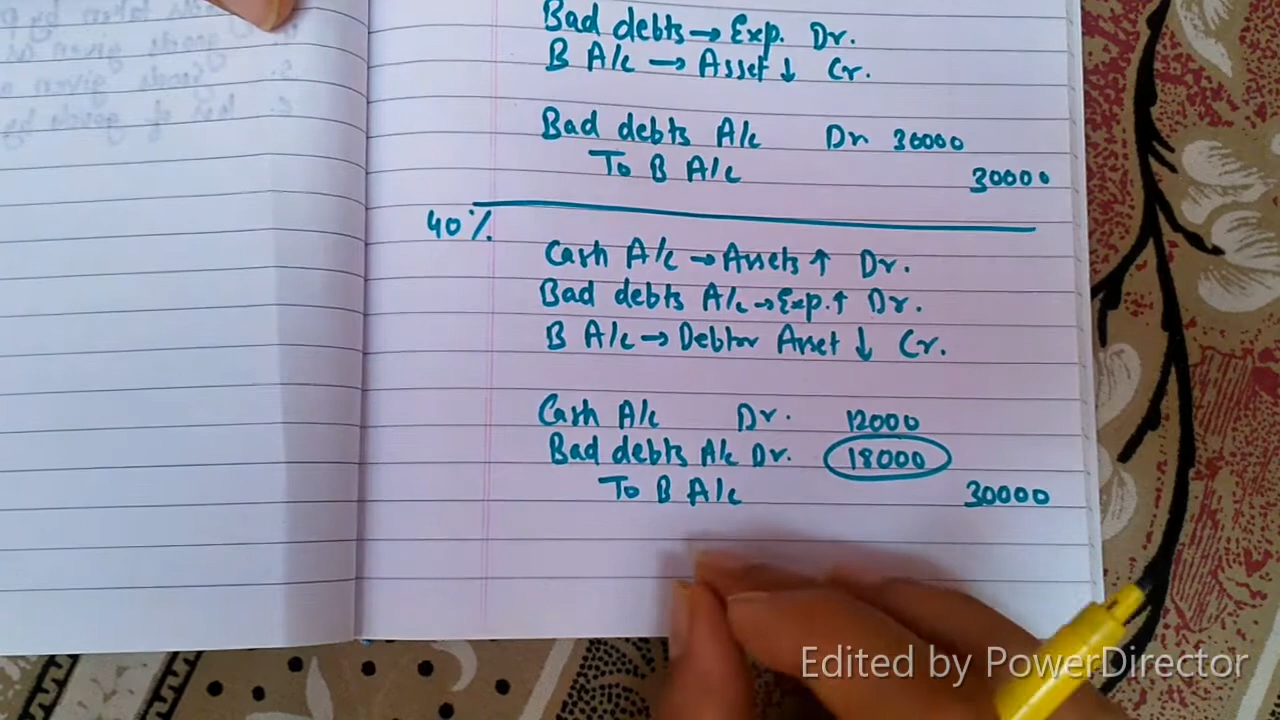 Bad debts → Exp. Dr.
B A/c → Asset ↓ Cr.
Bad debts A/c Dr 30000
To B A/c 30000
40%
Cash A/c → Assets ↑ Dr.
Bad debts A/c → Exp. ↑ Dr.
B A/c → Debtor Asset ↓ Cr.
Cash A/c Dr. 12000
Bad debts A/c Dr. 18000
To B A/c 30000
Edited by PowerDirector